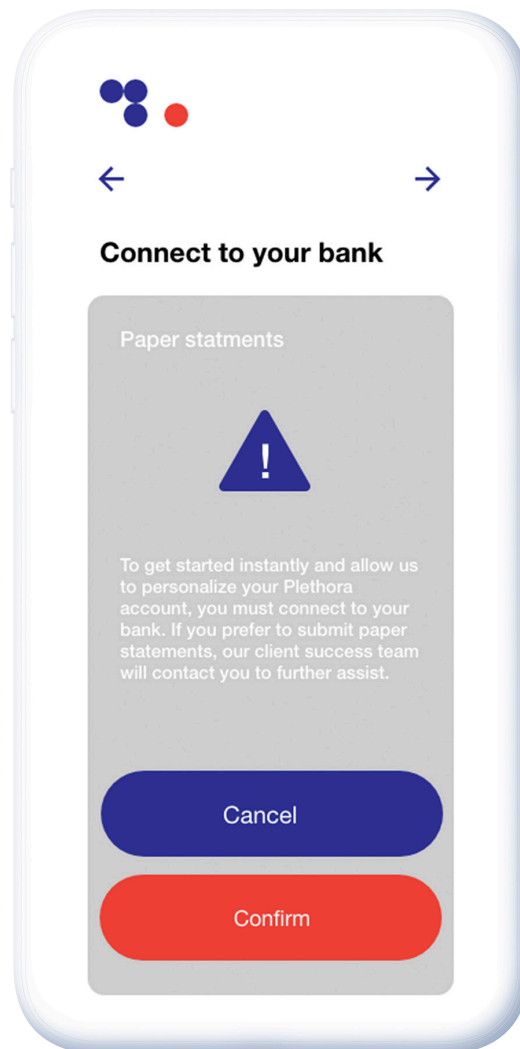 Connect to your bank
Paper statments
!
To get started instantly and allow us
to personalize your Plethora
account, you must connect to your
bank. If you prefer to submit paper
statements, our client success team
will contact you to further assist.
Cancel
Confirm